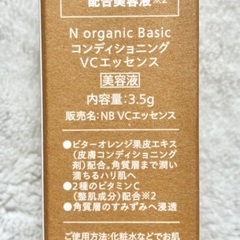 配合美容液※2
N organic Basic
コンディショニング
VCエッセンス
美容液
内容量:3.5g
販売名:NB VCエッセンス
●ビターオレンジ果皮エキス
(皮膚コンディショニング
剤)配合。角質層まで潤い
満ちるハリ肌へ
●2種のビタミンC
(整肌成分)配合※2
●角質層のすみずみへ浸透
ご使用方法/化粧水などでお